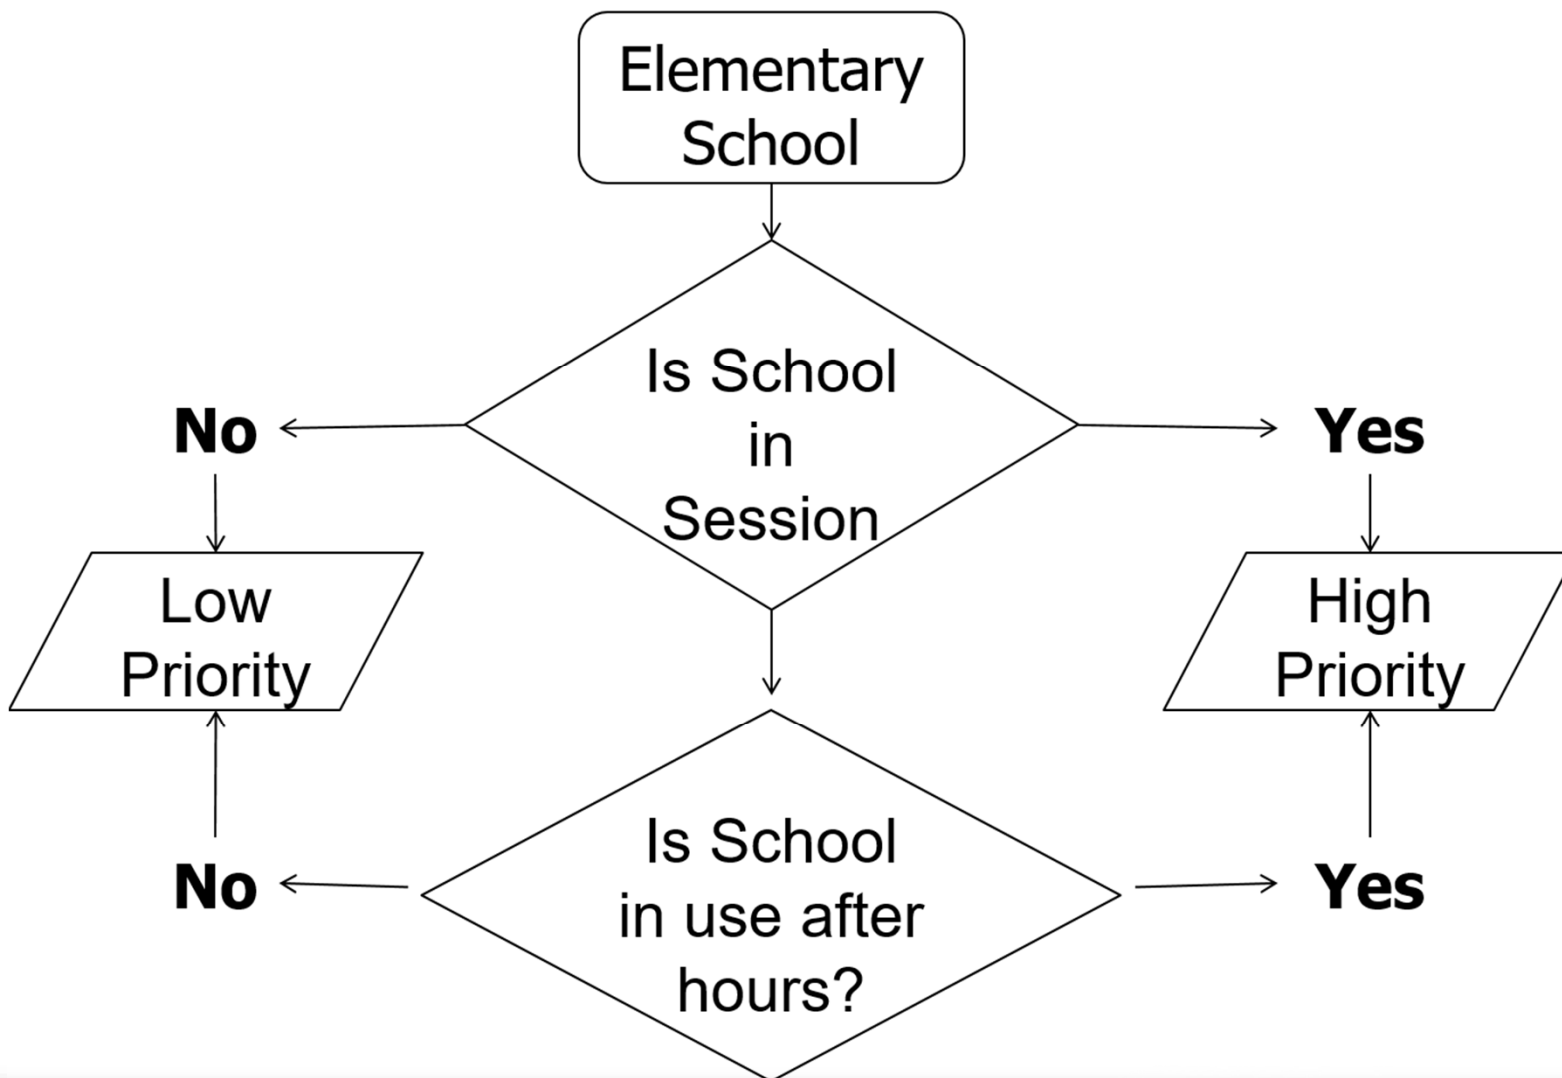 Elementary
School
Is School
in
Session
No
Yes
Low
Priority
High
Priority
Is School
in use after
hours?
No
Yes